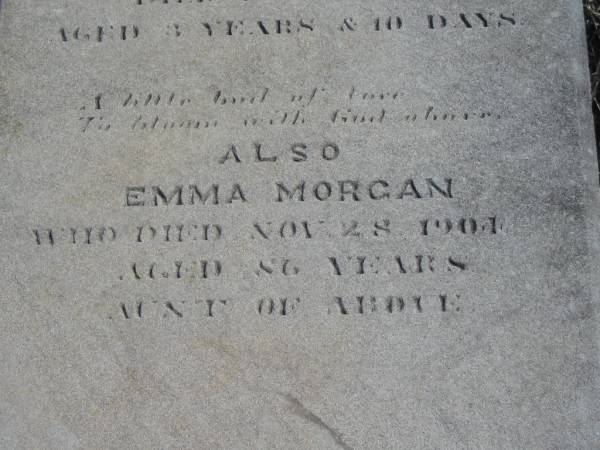 AGED 3 YEARS & 10 DAYS.
A little bud of love
To bloom with God above.
ALSO
EMMA MORGAN
WHO DIED NOV. 28 1904
AGED 86 YEARS
AUNT OF ABOVE